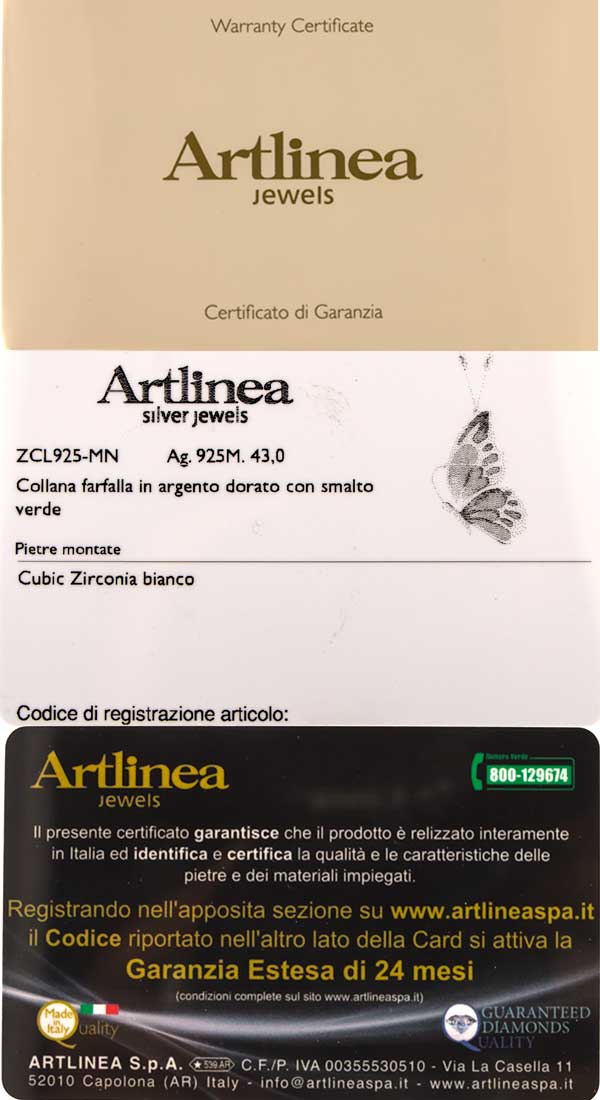 Warranty Certificate
Artlinea
Jewels
Certificato di Garanzia
Artlinea
silver jewels
ZCL925-MN Ag. 925M. 43,0
Collana farfalla in argento dorato con smalto
verde
Pietre montate
Cubic Zirconia bianco
Codice di registrazione articolo:
Artlinea
Jewels
Numero Verde
800-129674
Il presente certificato garantisce che il prodotto è relizzato interamente
in Italia ed identifica e certifica la qualità e le caratteristiche delle
pietre e dei materiali impiegati.
Registrando nell'apposita sezione su www.artlineaspa.it
il Codice riportato nell'altro lato della Card si attiva la
Garanzia Estesa di 24 mesi
(condizioni complete sul sito www.artlineaspa.it)
Made
in
Italy
Quality
GUARANTEED
DIAMONDS
QUALITY
ARTLINEA S.p.A. ★539 AR C.F./P. IVA 00355530510 - Via La Casella 11
52010 Capolona (AR) Italy - info@artlineaspa.it - www.artlineaspa.it